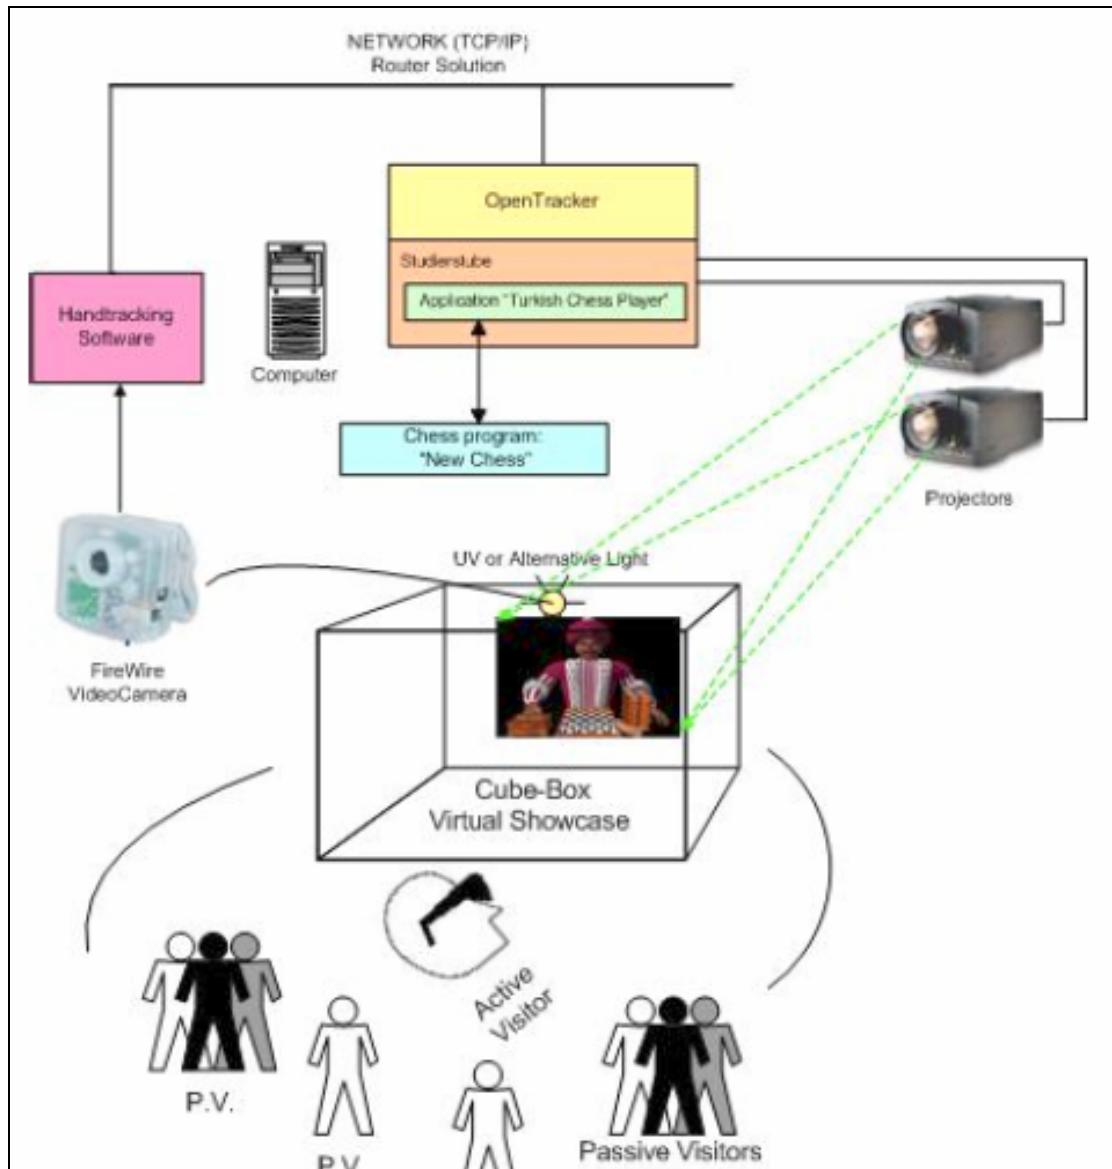 NETWORK (TCP/IP)
Router Solution
OpenTracker
Studierstube
Application "Turkish Chess Player"
Handtracking
Software
Computer
Chess program:
"New Chess"
Projectors
UV or Alternative Light
FireWire
VideoCamera
Cube-Box
Virtual Showcase
Active
Visitor
P.V.
Passive Visitors
P.V.